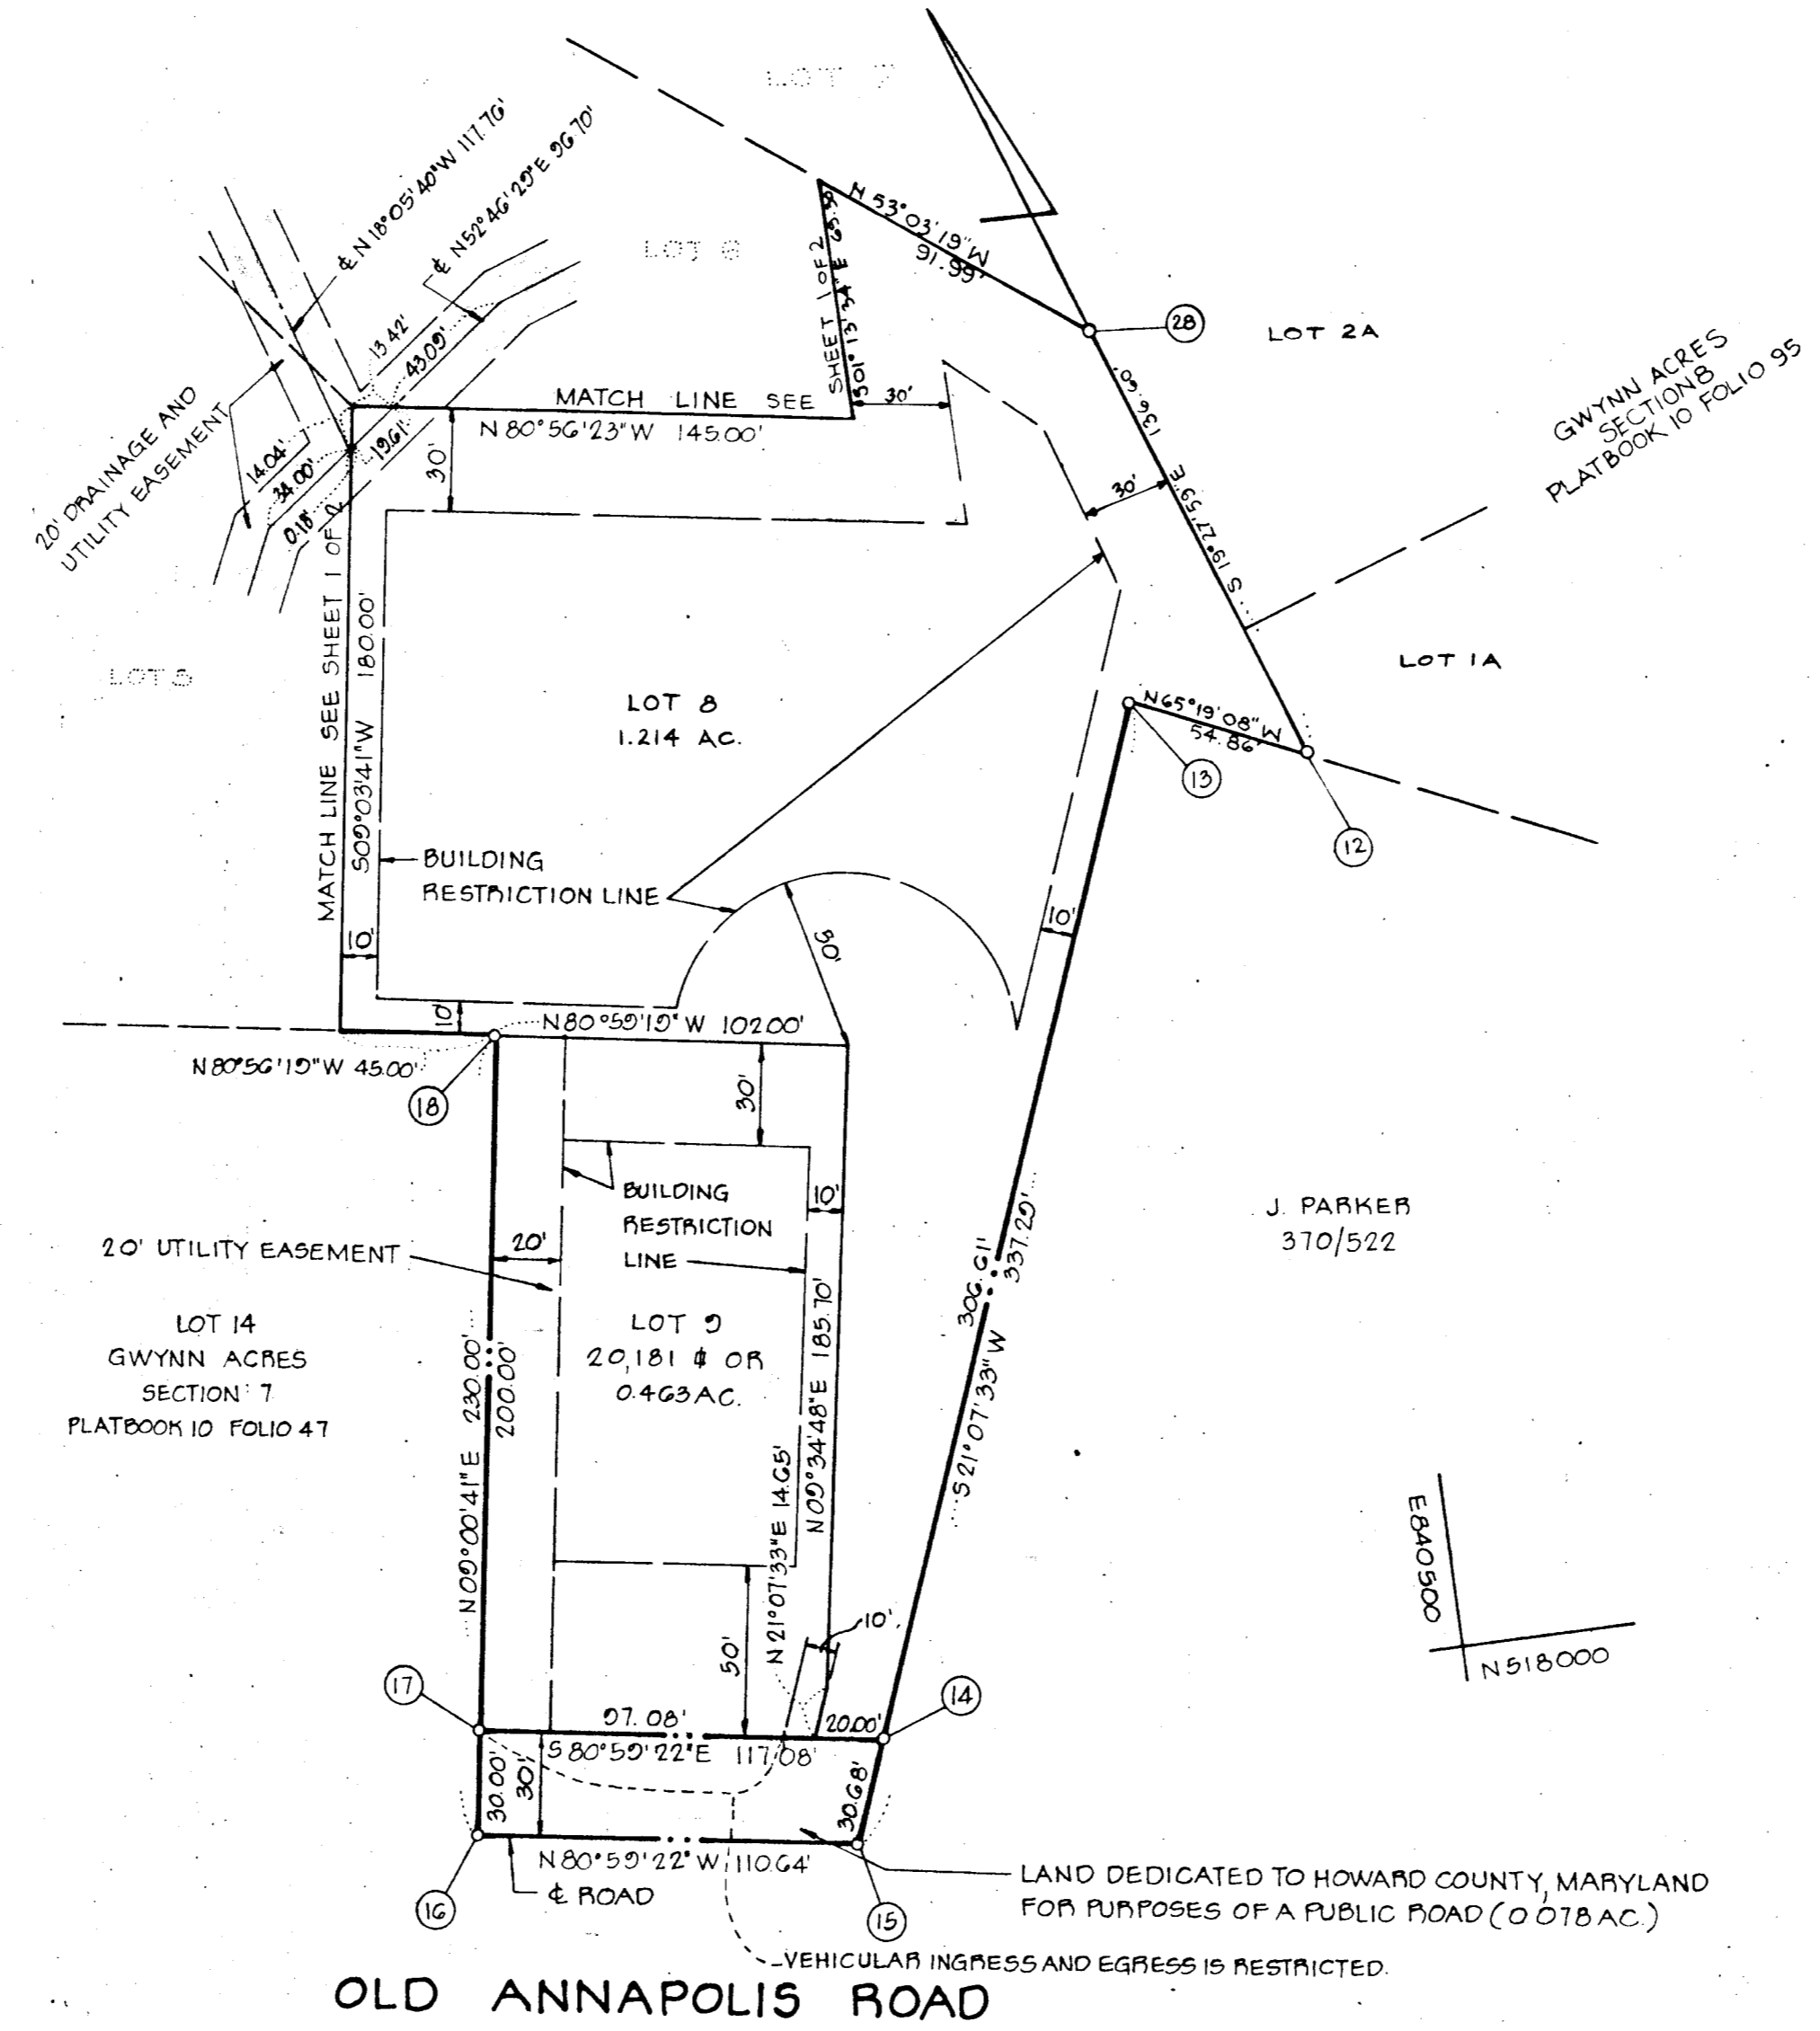 LOT 7
℄ N 18°05'40"W 117.76'
℄ N52°46'29"E 96.70'
LOT 6
N 53°03'19"W
91.99'
SHEET 1 OF 2
28
LOT 2A
GWYNN ACRES
SECTION 8
PLATBOOK 10 FOLIO 95
13.42'
43.09'
MATCH LINE SEE
N 80°56'23"W 145.00'
30'
30'
136.60'
S 19°27'59"E
30'
20' DRAINAGE AND
UTILITY EASEMENT
14.04'
34.00'
19.61'
0.18'
MATCH LINE SEE SHEET 1 OF 2
S09°03'41"W 180.00'
LOT 5
LOT 8
1.214 AC.
LOT 1A
N65°19'08"W
54.86'
13
12
BUILDING
RESTRICTION LINE
10'
50'
10'
10'
N80°59'19"W 102.00'
N80°56'19"W 45.00'
18
30'
BUILDING
RESTRICTION
LINE
10'
20' UTILITY EASEMENT
20'
J. PARKER
370/522
306.61'
337.29'
S 21°07'33"W
LOT 14
GWYNN ACRES
SECTION 7
PLATBOOK 10 FOLIO 47
LOT 9
20,181 ⏍ OR
0.463 AC.
N09°00'41"E 230.00'
200.00'
N09°34'48"E 185.70'
N 21°07'33"E 14.65'
50'
10'
E840500
N518000
17
14
97.08'
20.00'
S 80°59'22"E 117.08'
30.00'
30'
30.68'
N80°59'22"W 110.64'
℄ ROAD
16
15
LAND DEDICATED TO HOWARD COUNTY, MARYLAND
FOR PURPOSES OF A PUBLIC ROAD (0.078 AC.)
VEHICULAR INGRESS AND EGRESS IS RESTRICTED.
OLD ANNAPOLIS ROAD